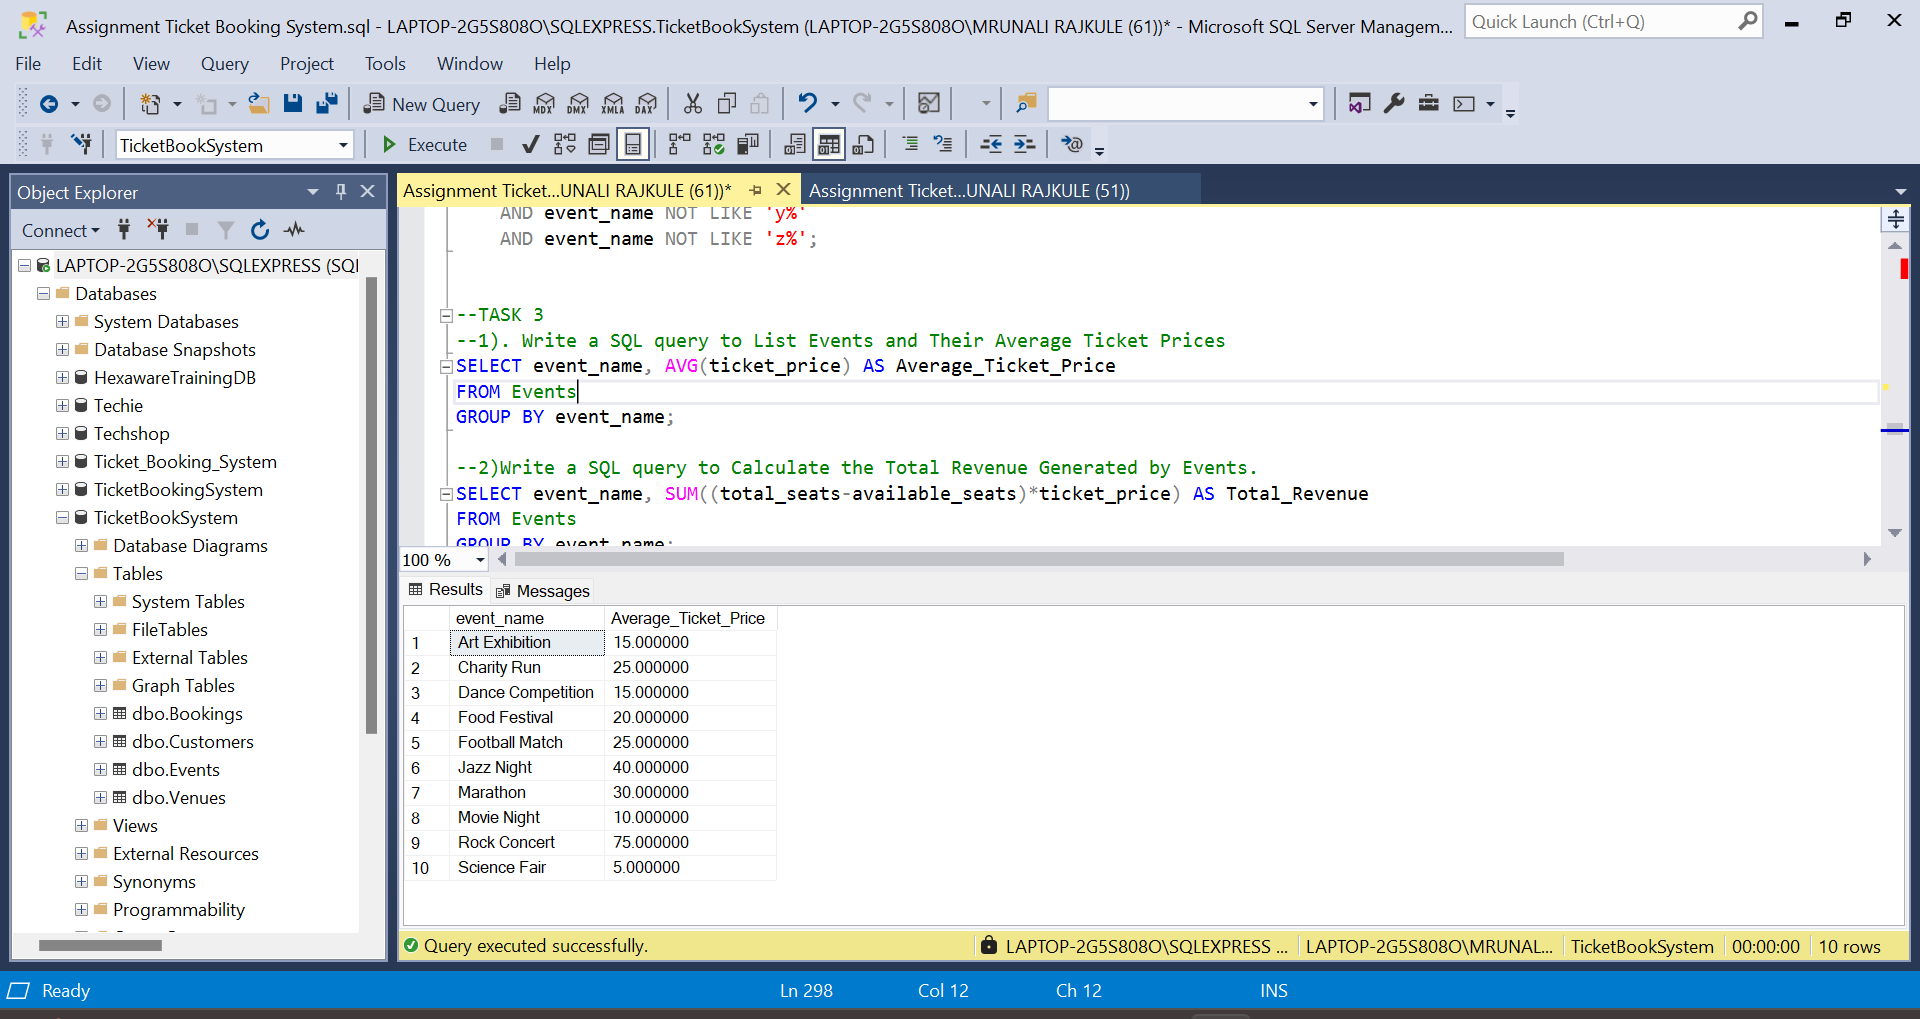 Assignment Ticket Booking System.sql - LAPTOP-2G5S808O\SQLEXPRESS.TicketBookSystem (LAPTOP-2G5S808O\MRUNALI RAJKULE (61))* - Microsoft SQL Server Managem...
Quick Launch (Ctrl+Q)
File Edit View Query Project Tools Window Help
New Query MDX DMX XMLA DAX
TicketBookSystem Execute
Object Explorer
Connect
LAPTOP-2G5S808O\SQLEXPRESS (SQl
Databases
System Databases
Database Snapshots
HexawareTrainingDB
Techie
Techshop
Ticket_Booking_System
TicketBookingSystem
TicketBookSystem
Database Diagrams
Tables
System Tables
FileTables
External Tables
Graph Tables
dbo.Bookings
dbo.Customers
dbo.Events
dbo.Venues
Views
External Resources
Synonyms
Programmability
Assignment Ticket...UNALI RAJKULE (61))*
Assignment Ticket...UNALI RAJKULE (51))
AND event_name NOT LIKE 'y%'
AND event_name NOT LIKE 'z%';
--TASK 3
--1). Write a SQL query to List Events and Their Average Ticket Prices
SELECT event_name, AVG(ticket_price) AS Average_Ticket_Price
FROM Events
GROUP BY event_name;
--2)Write a SQL query to Calculate the Total Revenue Generated by Events.
SELECT event_name, SUM((total_seats-available_seats)*ticket_price) AS Total_Revenue
FROM Events
GROUP BY event_name;
100 %
Results Messages
event_name Average_Ticket_Price
1 Art Exhibition 15.000000
2 Charity Run 25.000000
3 Dance Competition 15.000000
4 Food Festival 20.000000
5 Football Match 25.000000
6 Jazz Night 40.000000
7 Marathon 30.000000
8 Movie Night 10.000000
9 Rock Concert 75.000000
10 Science Fair 5.000000
Query executed successfully.
LAPTOP-2G5S808O\SQLEXPRESS ... LAPTOP-2G5S808O\MRUNAL... TicketBookSystem 00:00:00 10 rows
Ready Ln 298 Col 12 Ch 12 INS